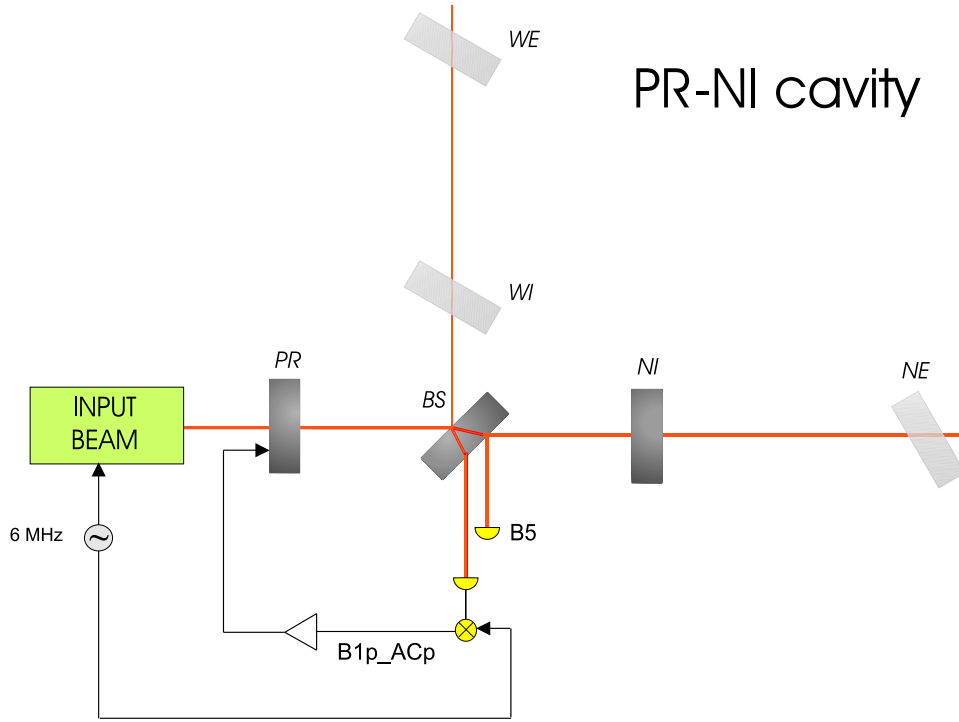 WE
PR-NI cavity
WI
PR
NI
NE
BS
INPUT
BEAM
6 MHz
B5
B1p_ACp